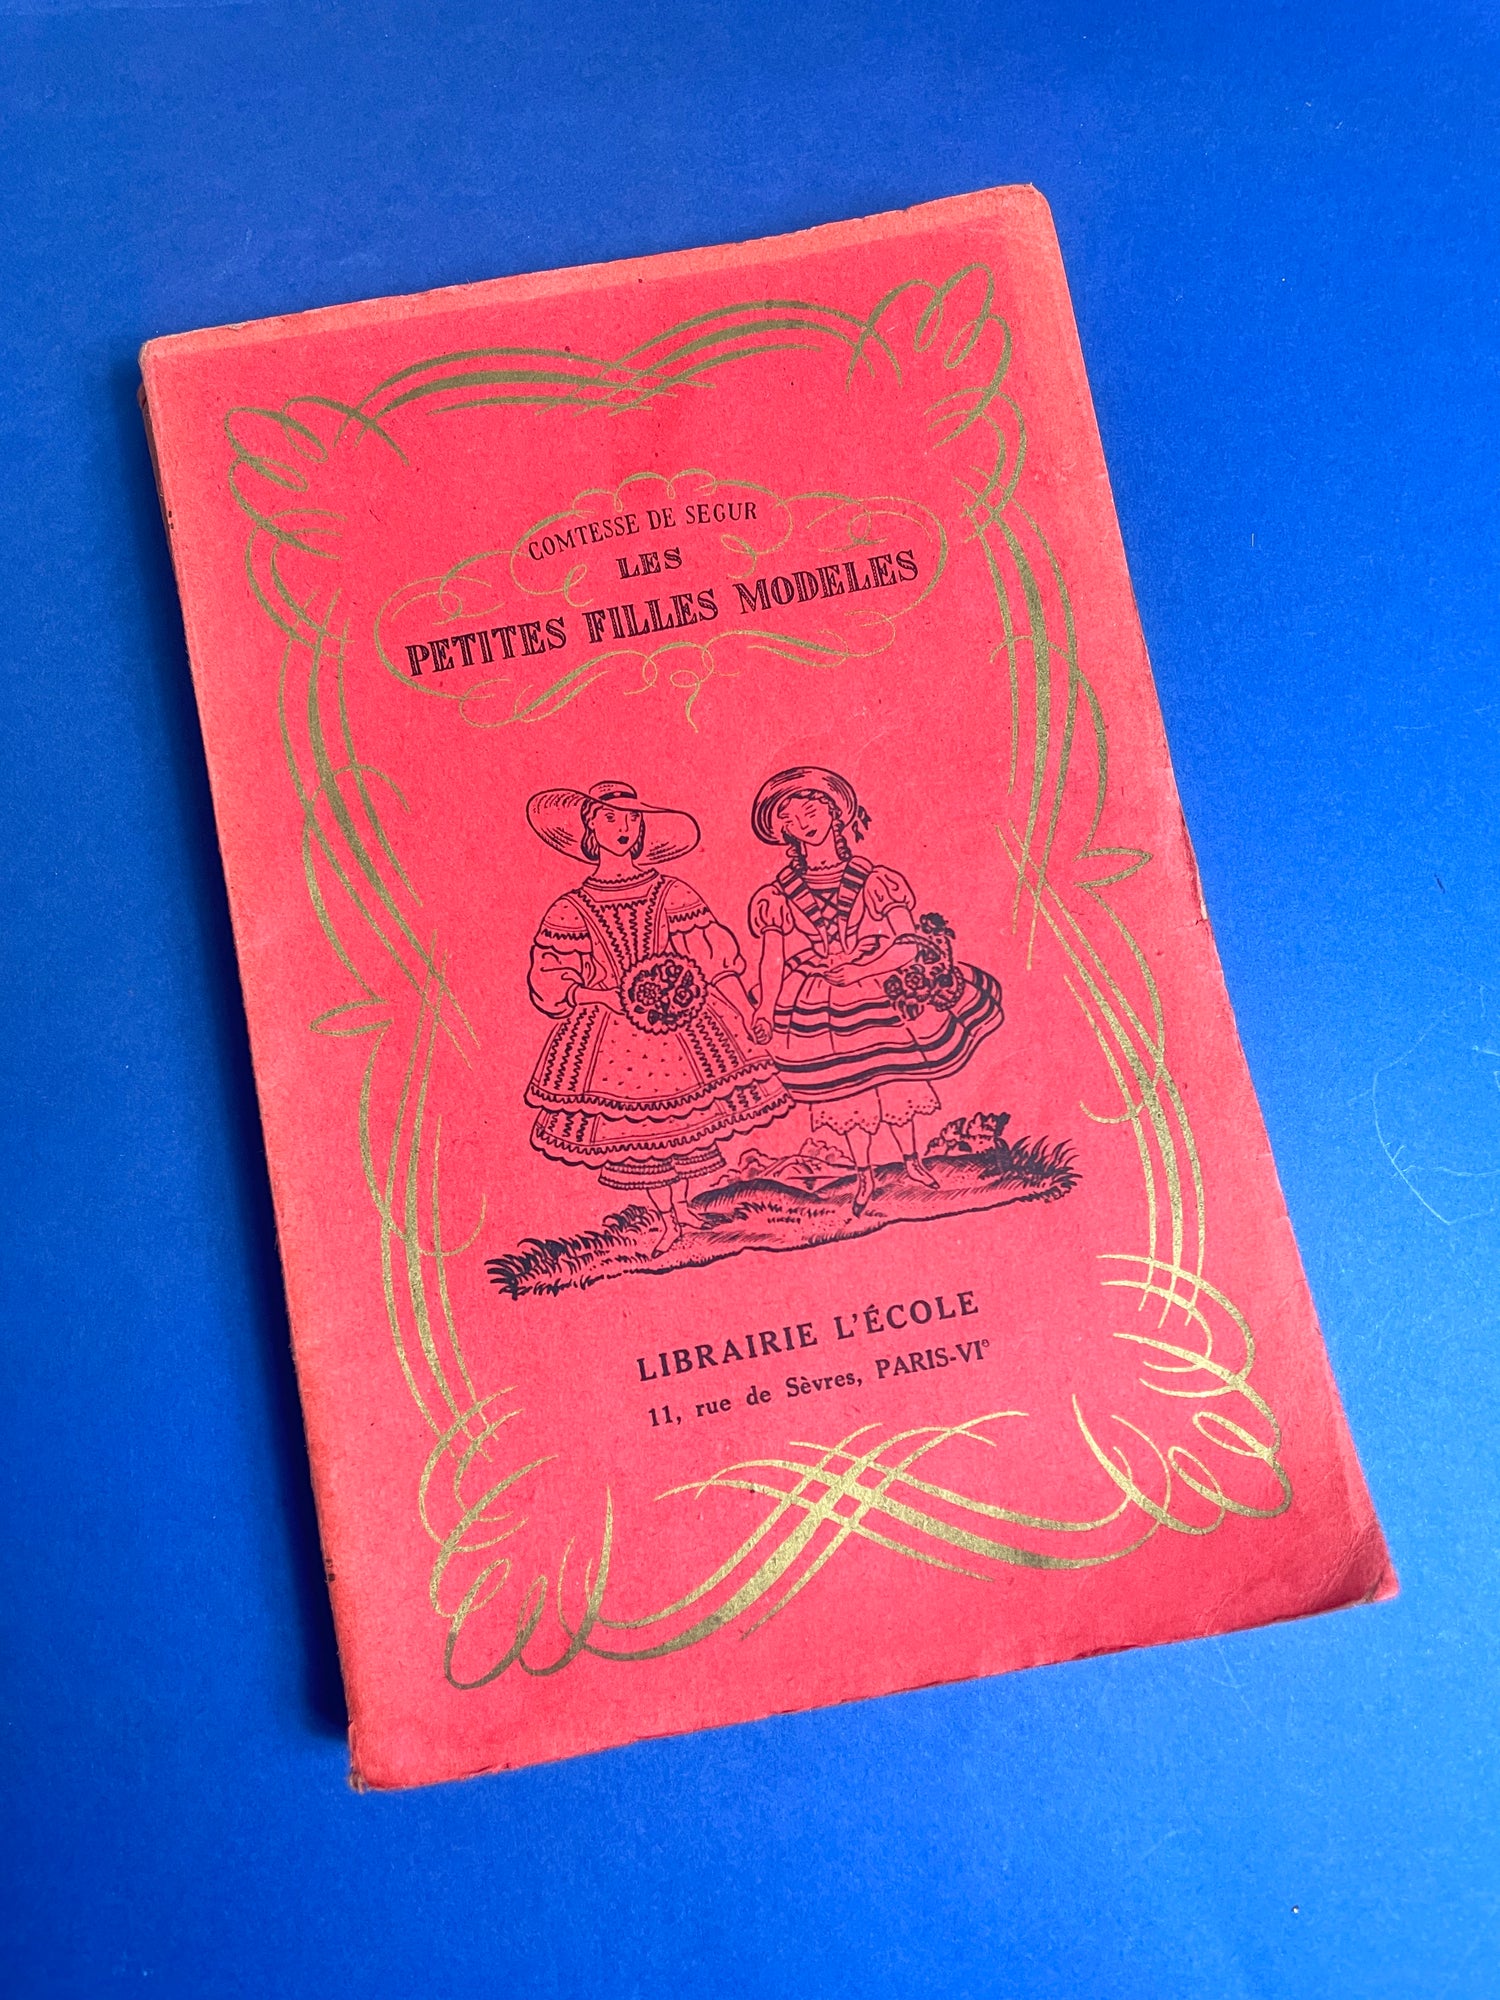 COMTESSE DE SEGUR
LES
PETITES FILLES MODELES
LIBRAIRIE L'ÉCOLE
11, rue de Sèvres, PARIS-VIe